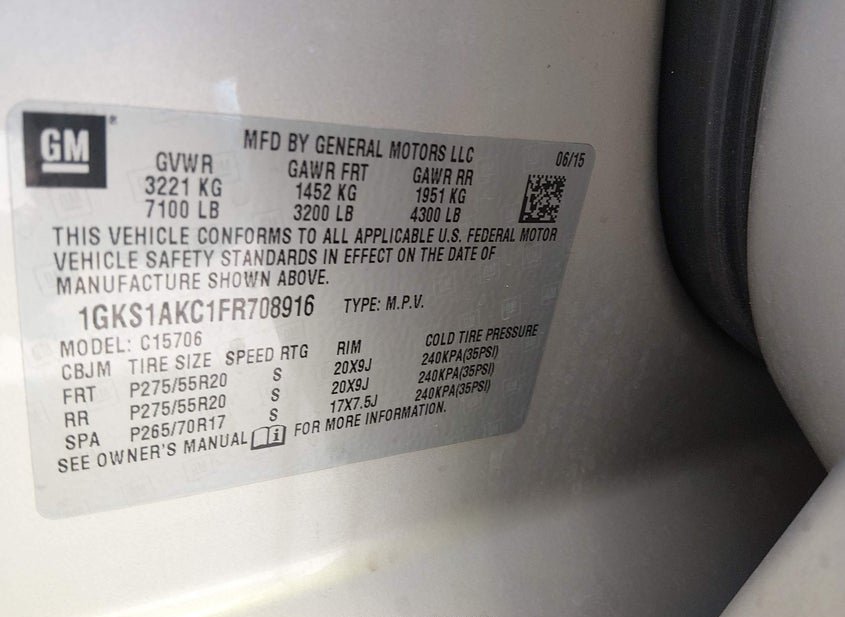 GM®
MFD BY GENERAL MOTORS LLC 06/15
GVWR GAWR FRT GAWR RR
3221 KG 1452 KG 1951 KG
7100 LB 3200 LB 4300 LB
THIS VEHICLE CONFORMS TO ALL APPLICABLE U.S. FEDERAL MOTOR
VEHICLE SAFETY STANDARDS IN EFFECT ON THE DATE OF
MANUFACTURE SHOWN ABOVE.
1GKS1AKC1FR708916 TYPE: M.P.V.
MODEL: C15706
CBJM TIRE SIZE SPEED RTG RIM COLD TIRE PRESSURE
FRT P275/55R20 S 20X9J 240KPA(35PSI)
RR P275/55R20 S 20X9J 240KPA(35PSI)
SPA P265/70R17 S 17X7.5J 240KPA(35PSI)
SEE OWNER'S MANUAL FOR MORE INFORMATION.